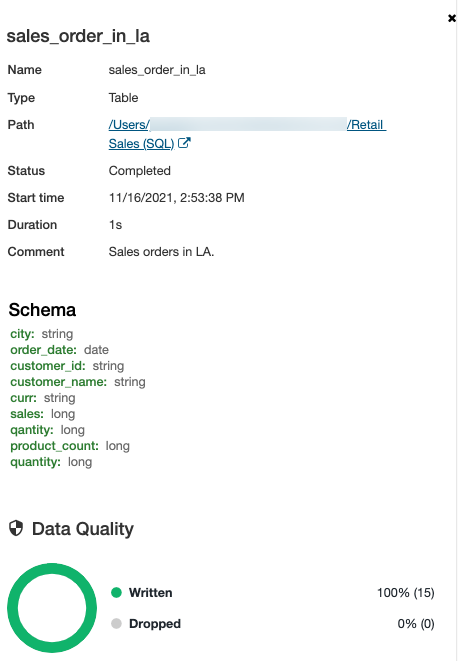 sales_order_in_la
Name sales_order_in_la
Type Table
Path /Users/ /Retail
Sales (SQL)
Status Completed
Start time 11/16/2021, 2:53:38 PM
Duration 1s
Comment Sales orders in LA.
Schema
city: string
order_date: date
customer_id: string
customer_name: string
curr: string
sales: long
qantity: long
product_count: long
quantity: long
Data Quality
Written 100% (15)
Dropped 0% (0)